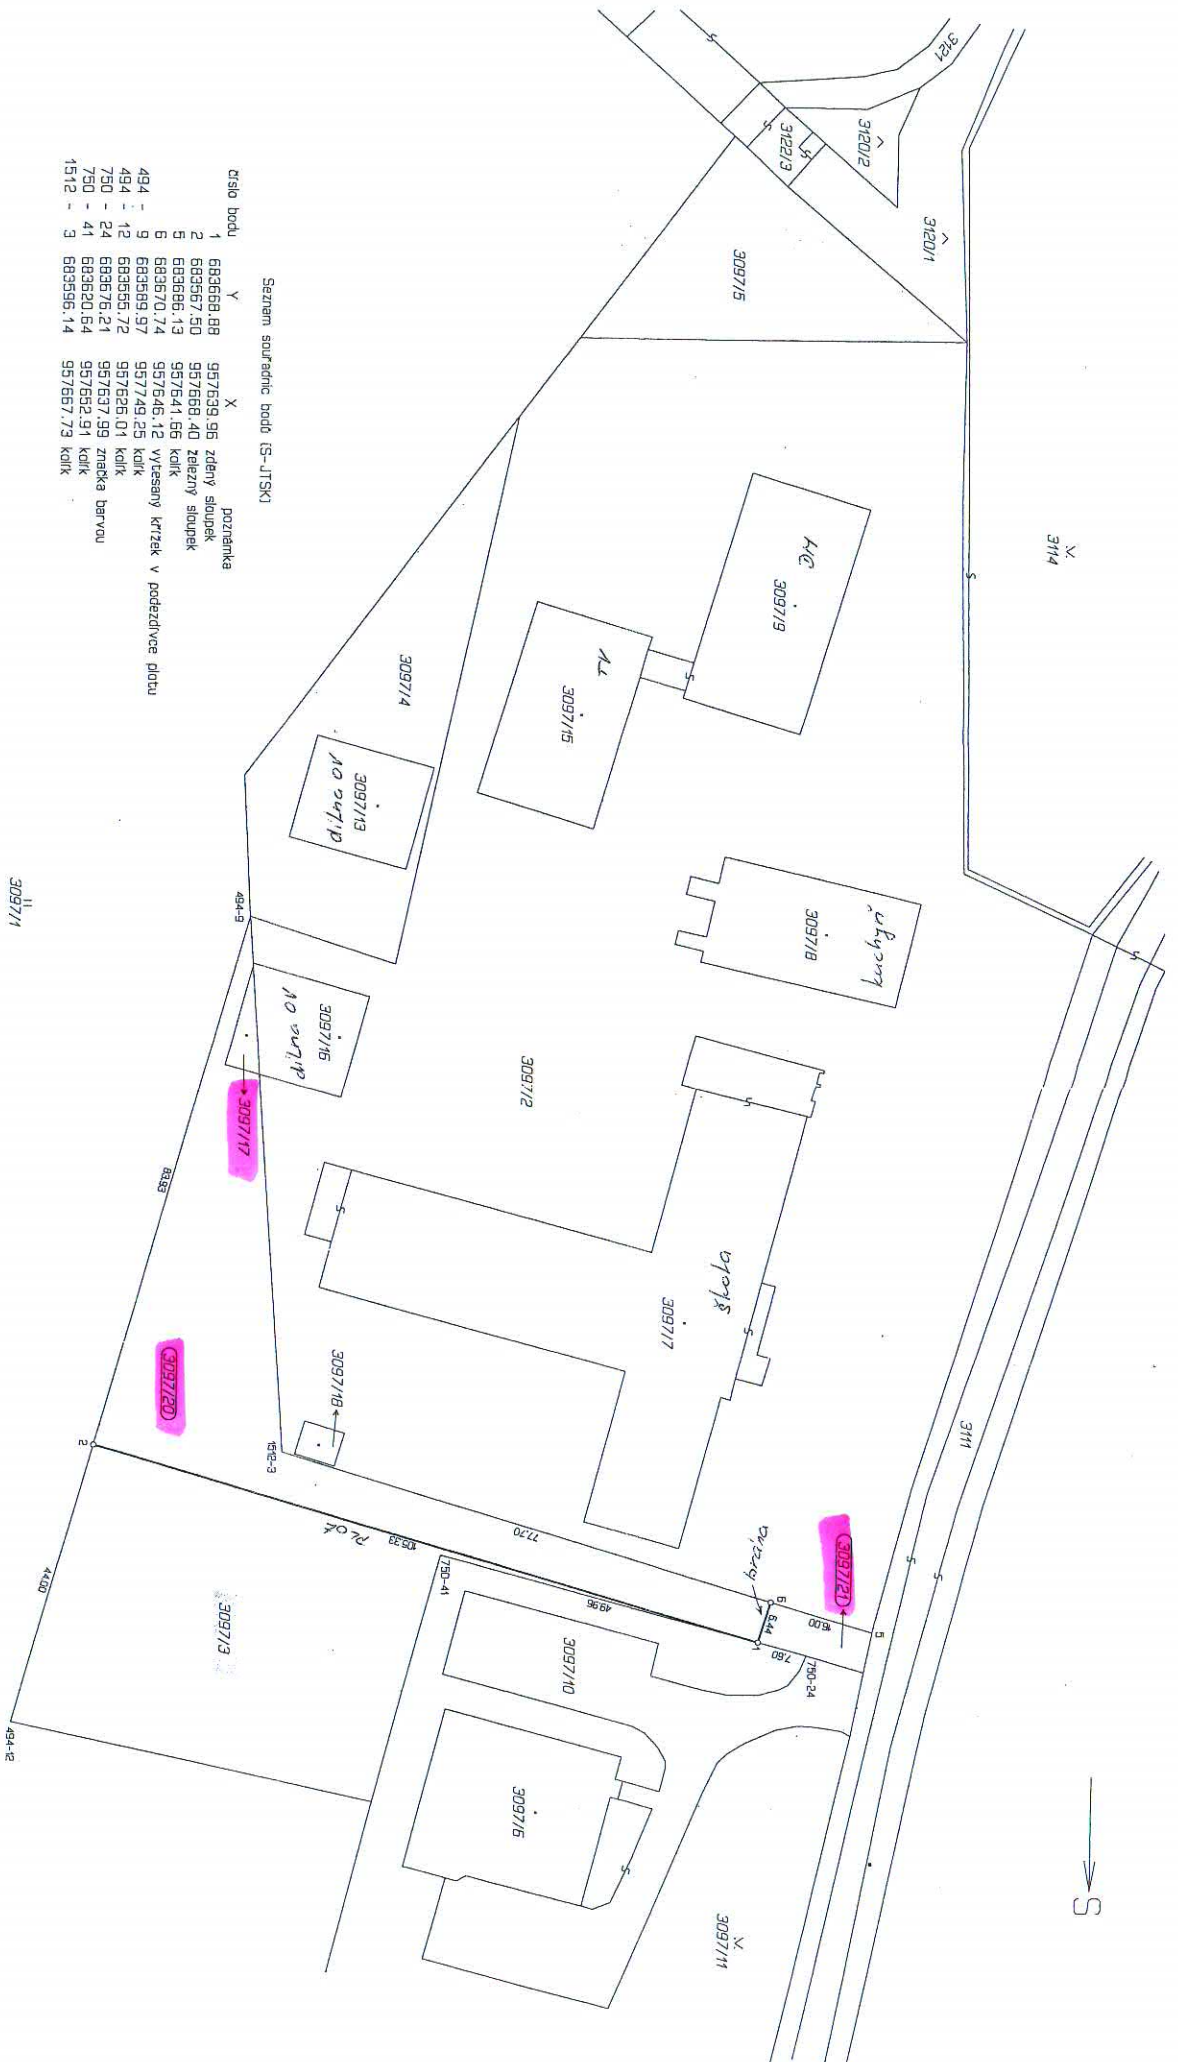 3121
3120/2
3122/3
3120/1
3097/5
3114
3097/9
3097/15
3097/4
3097/13
3097/8
kuchyň
3097/16
3097/17
3097/2
škola
3097/7
3097/18
3111
3097/20
3097/21
brána
PLOT
494-9
83.93
2
1512-3
77.70
105.33
750-41
49.96
6
6.44
1
16.00
5
7.60
750-24
44.00
494-12
3097/3
3097/10
3097/6
3097/11
3097/1
S
Seznam souřadnic bodů (S-JTSK)
číslo bodu Y X poznámka
1 683668.88 957639.96 zděný sloupek
2 683567.50 957668.40 železný sloupek
5 683686.13 957641.66 kolík
6 683670.74 957646.12 vytesaný křížek v podezdívce plotu
494 - 9 683589.97 957749.25 kolík
494 - 12 683555.72 957626.01 kolík
750 - 24 683676.21 957637.99 značka barvou
750 - 41 683620.64 957652.91 kolík
1512 - 3 683596.14 957667.73 kolík